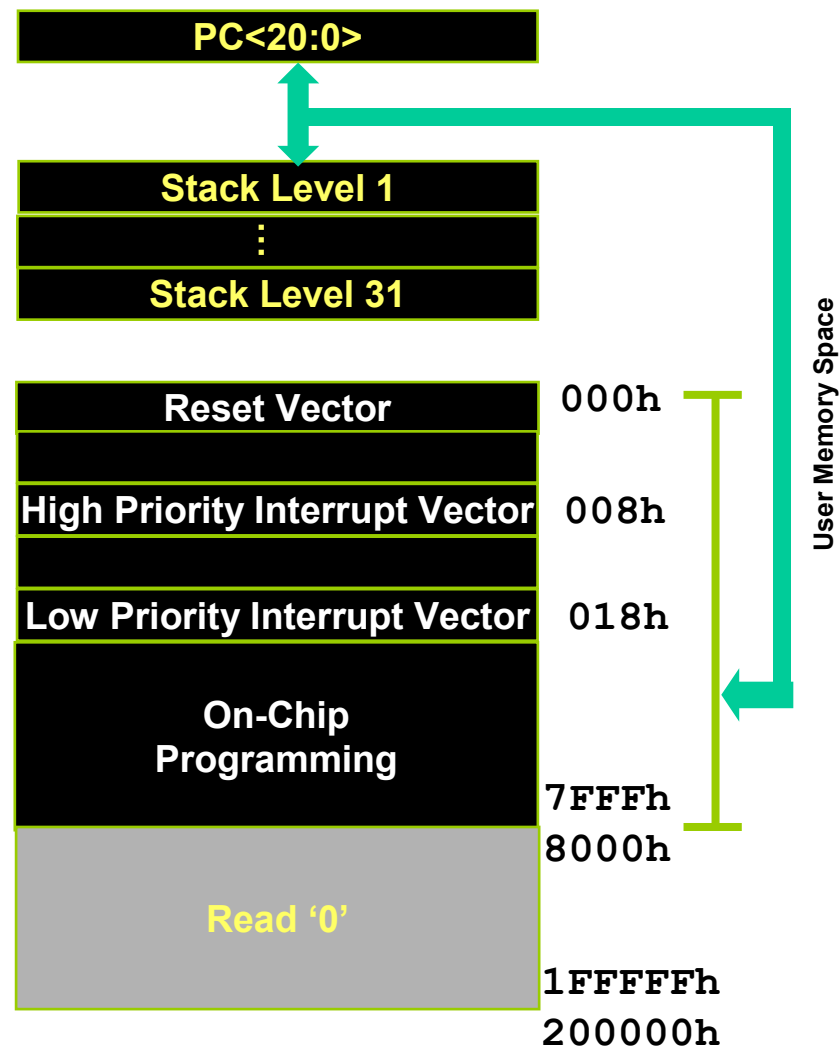 PC<20:0>
Stack Level 1
⋮
Stack Level 31
Reset Vector
000h
High Priority Interrupt Vector
008h
Low Priority Interrupt Vector
018h
On-Chip
Programming
7FFFh
8000h
Read ‘0’
1FFFFFh
200000h
User Memory Space